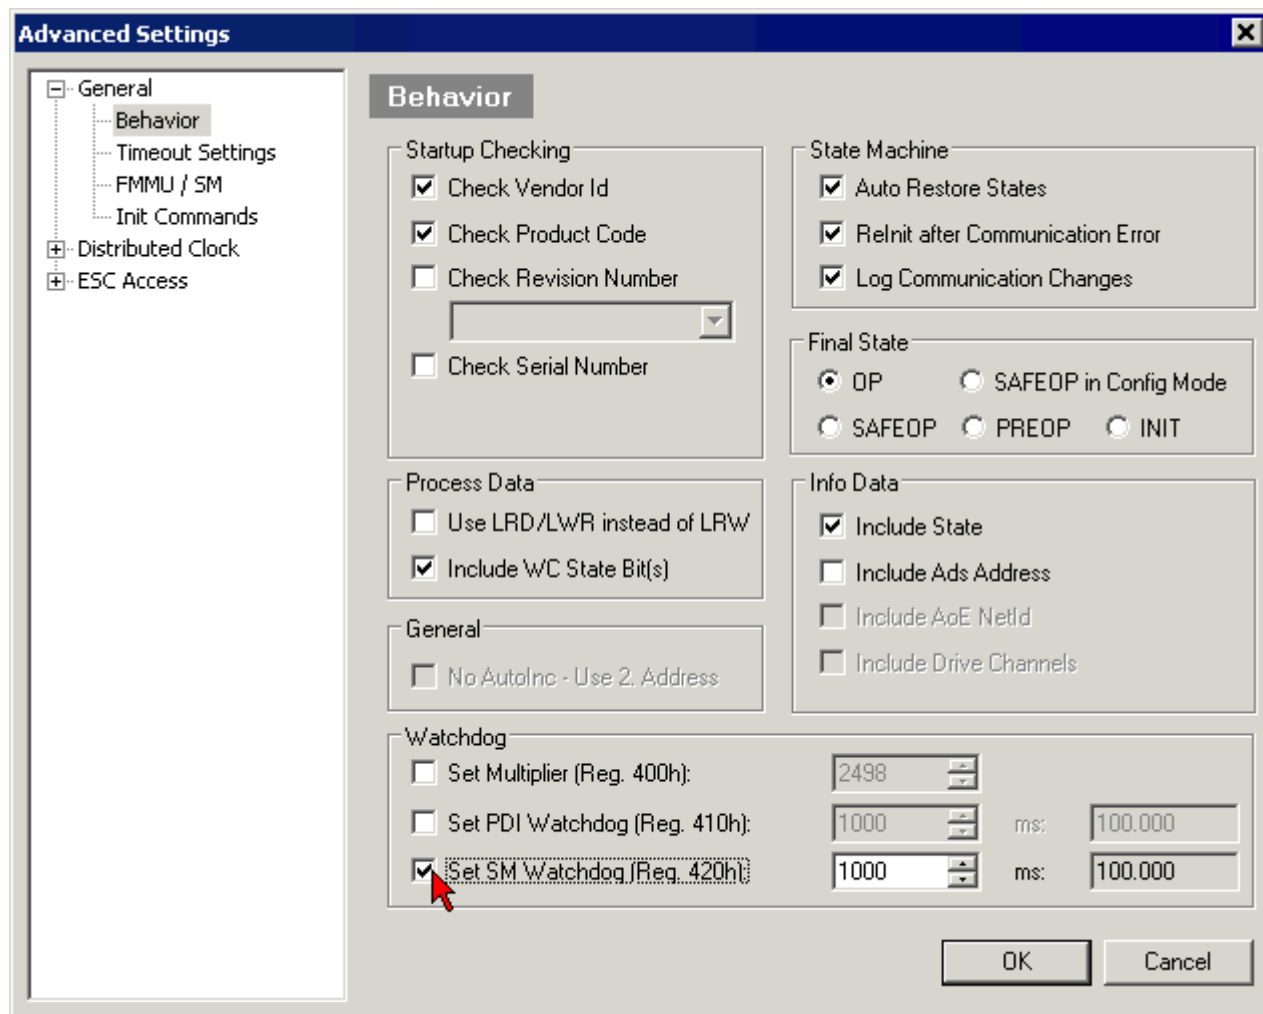 Advanced Settings
General
Behavior
Timeout Settings
FMMU / SM
Init Commands
Distributed Clock
ESC Access
Behavior
Startup Checking
Check Vendor Id
Check Product Code
Check Revision Number
Check Serial Number
State Machine
Auto Restore States
ReInit after Communication Error
Log Communication Changes
Final State
OP SAFEOP in Config Mode
SAFEOP PREOP INIT
Process Data
Use LRD/LWR instead of LRW
Include WC State Bit(s)
Info Data
Include State
Include Ads Address
Include AoE NetId
Include Drive Channels
General
No AutoInc - Use 2. Address
Watchdog
Set Multiplier (Reg. 400h): 2498
Set PDI Watchdog (Reg. 410h): 1000 ms: 100.000
Set SM Watchdog (Reg. 420h): 1000 ms: 100.000
OK Cancel